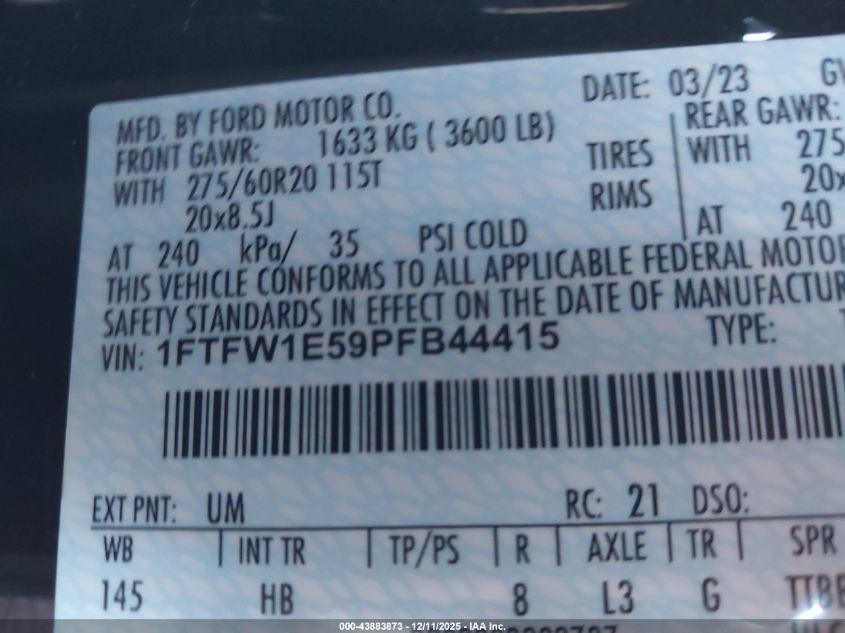 DATE: 03/23
MFD. BY FORD MOTOR CO.
FRONT GAWR: 1633 KG ( 3600 LB) REAR GAWR:
WITH 275/60R20 115T TIRES WITH 275
20x8.5J RIMS 20x
AT 240 kPa/ 35 PSI COLD AT 240
THIS VEHICLE CONFORMS TO ALL APPLICABLE FEDERAL MOTOR
SAFETY STANDARDS IN EFFECT ON THE DATE OF MANUFACTUR
VIN: 1FTFW1E59PFB44415 TYPE:
EXT PNT: UM RC: 21 DSO:
WB INT TR TP/PS R AXLE TR SPR
145 HB 8 L3 G TTBB
000-43883873 - 12/11/2025 - IAA. Inc.